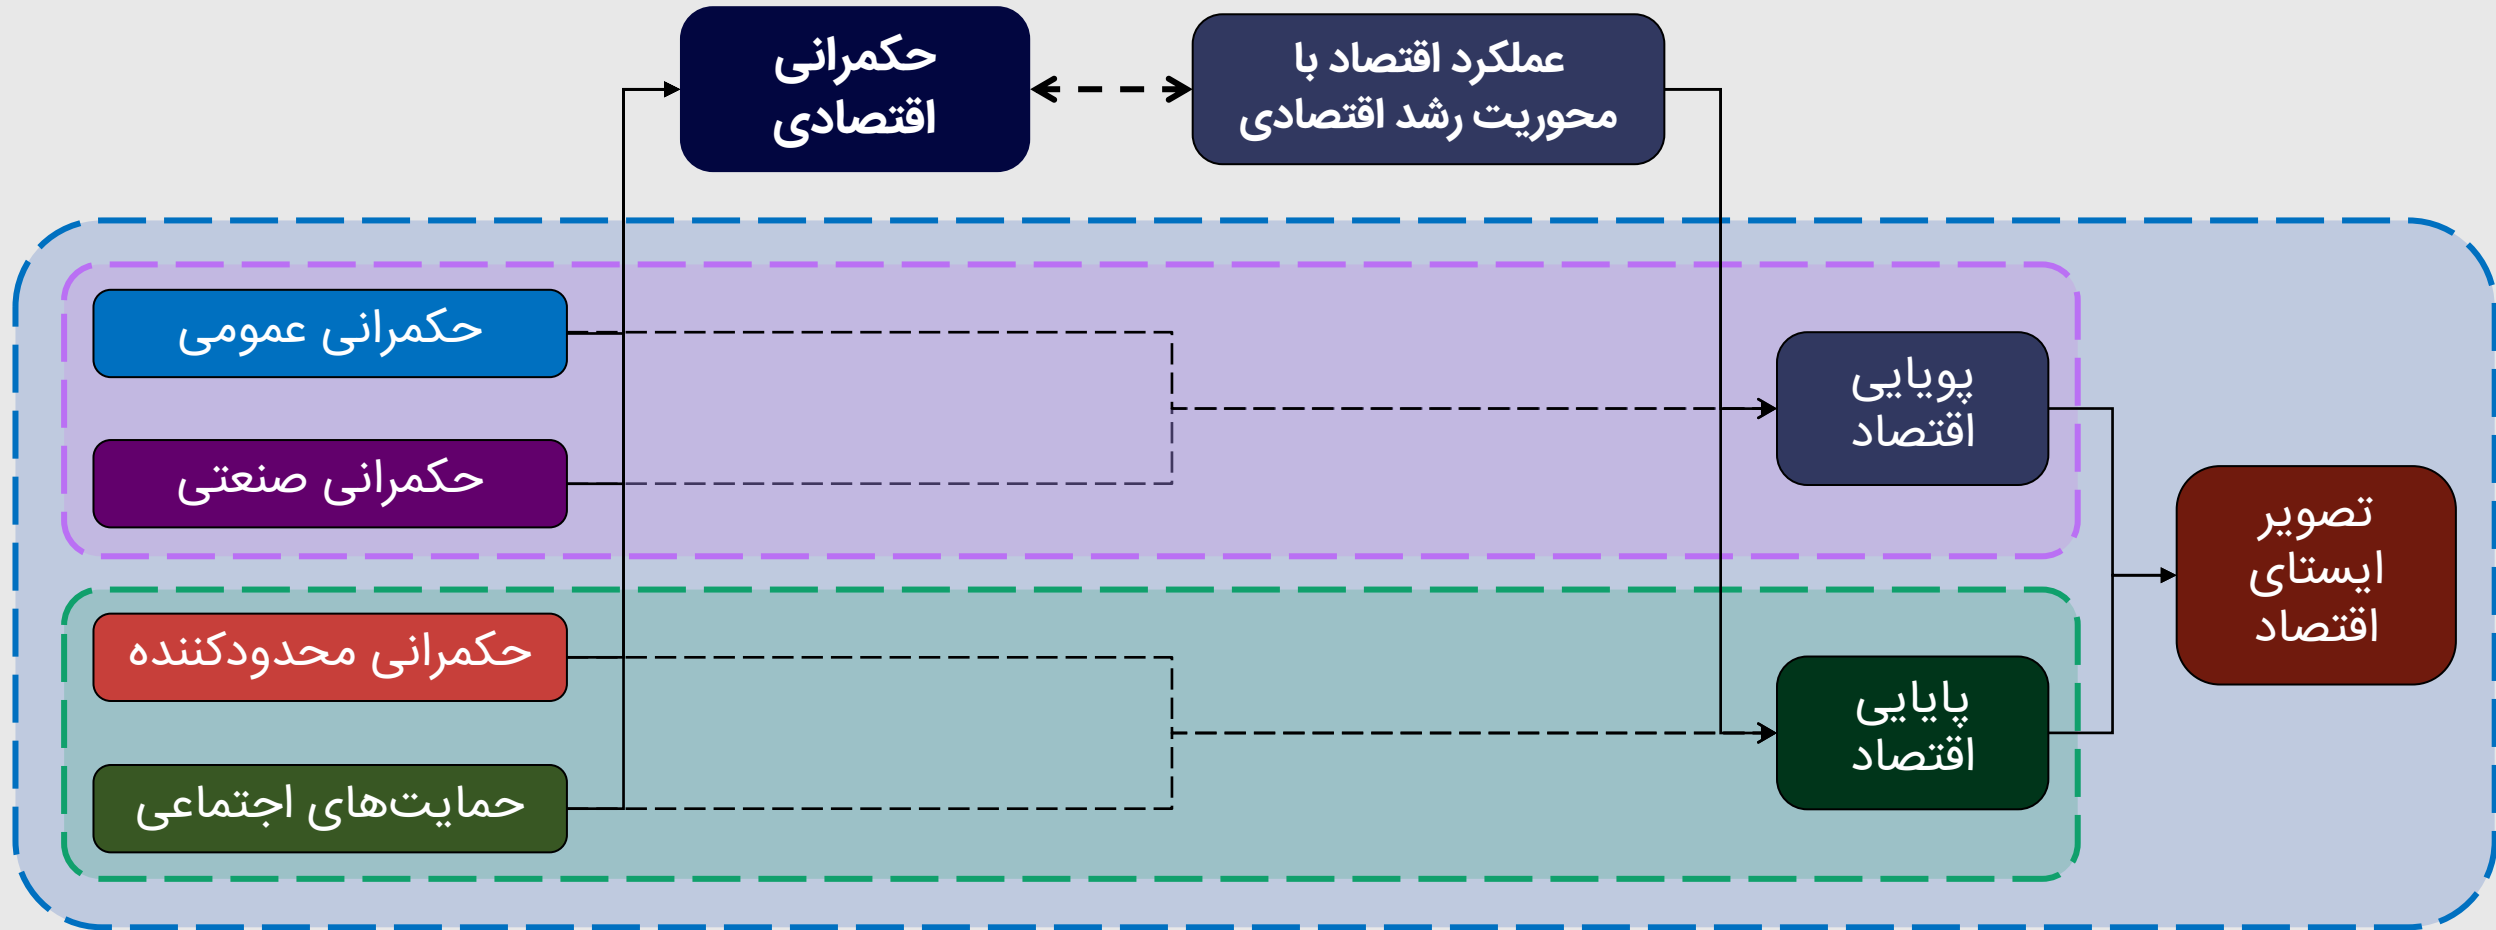 حکمرانی
اقتصادی
عملکرد اقتصاد با
محوریت رشد اقتصادی
حکمرانی عمومی
حکمرانی صنعتی
حکمرانی محدودکننده
حمایت‌های اجتماعی
پویایی
اقتصاد
پایایی
اقتصاد
تصویر
ایستای
اقتصاد